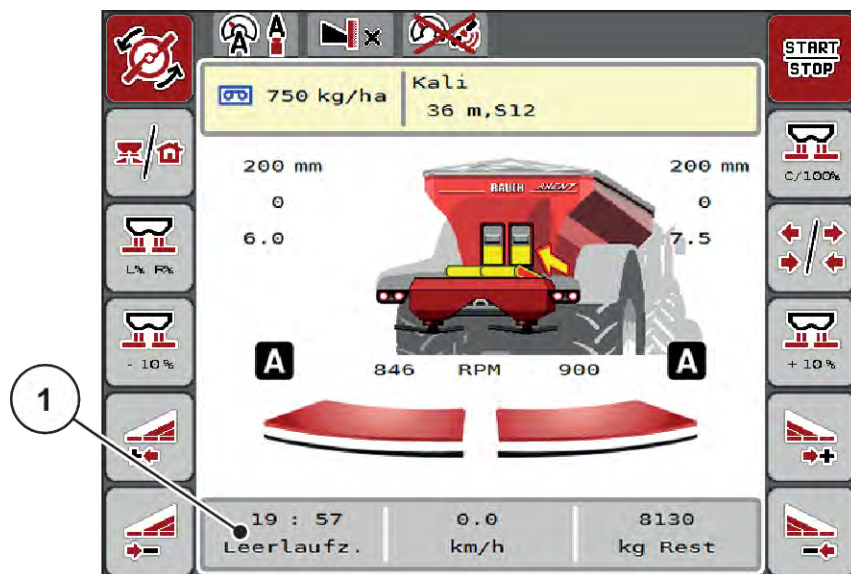 A
A
START
STOP
750 kg/ha
Kali
36 m,S12
200 mm
200 mm
C/100%
0
0
RAUCH AXENT
6.0
7.5
L% R%
- 10 %
A
846 RPM 900
A
+ 10 %
1
19 : 57
0.0
8130
Leerlaufz.
km/h
kg Rest